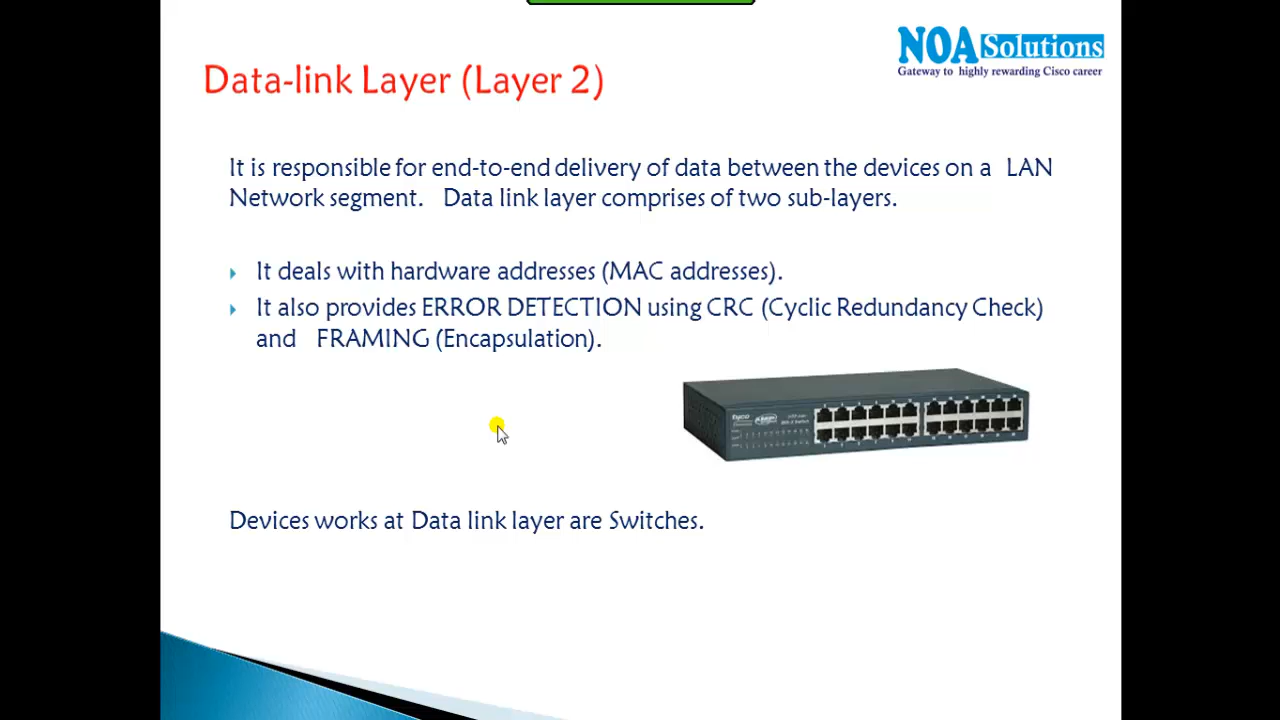 NOA Solutions
Gateway to highly rewarding Cisco career
Data-link Layer (Layer 2)
It is responsible for end-to-end delivery of data between the devices on a LAN
Network segment. Data link layer comprises of two sub-layers.
It deals with hardware addresses (MAC addresses).
It also provides ERROR DETECTION using CRC (Cyclic Redundancy Check)
and FRAMING (Encapsulation).
tyco
Devices works at Data link layer are Switches.